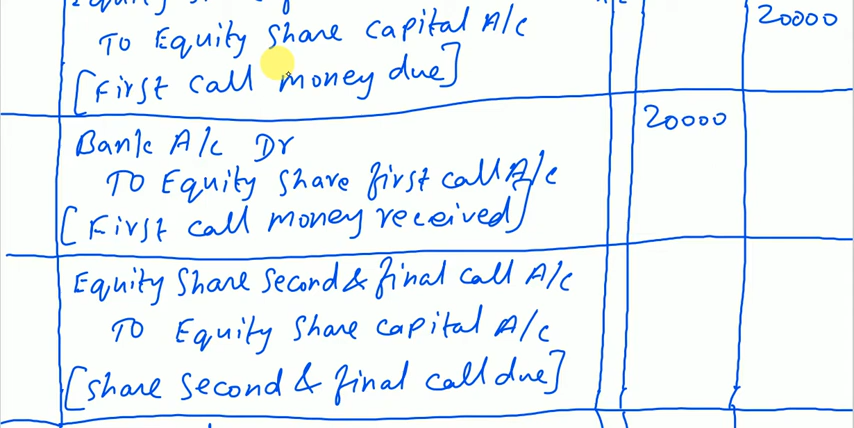 Equity
To Equity Share capital A/c 20000
[First call money due]
Bank A/c Dr 20000
To Equity Share first call A/c
[First call money received]
Equity Share Second & final call A/c
To Equity Share capital A/c
[Share Second & final call due]